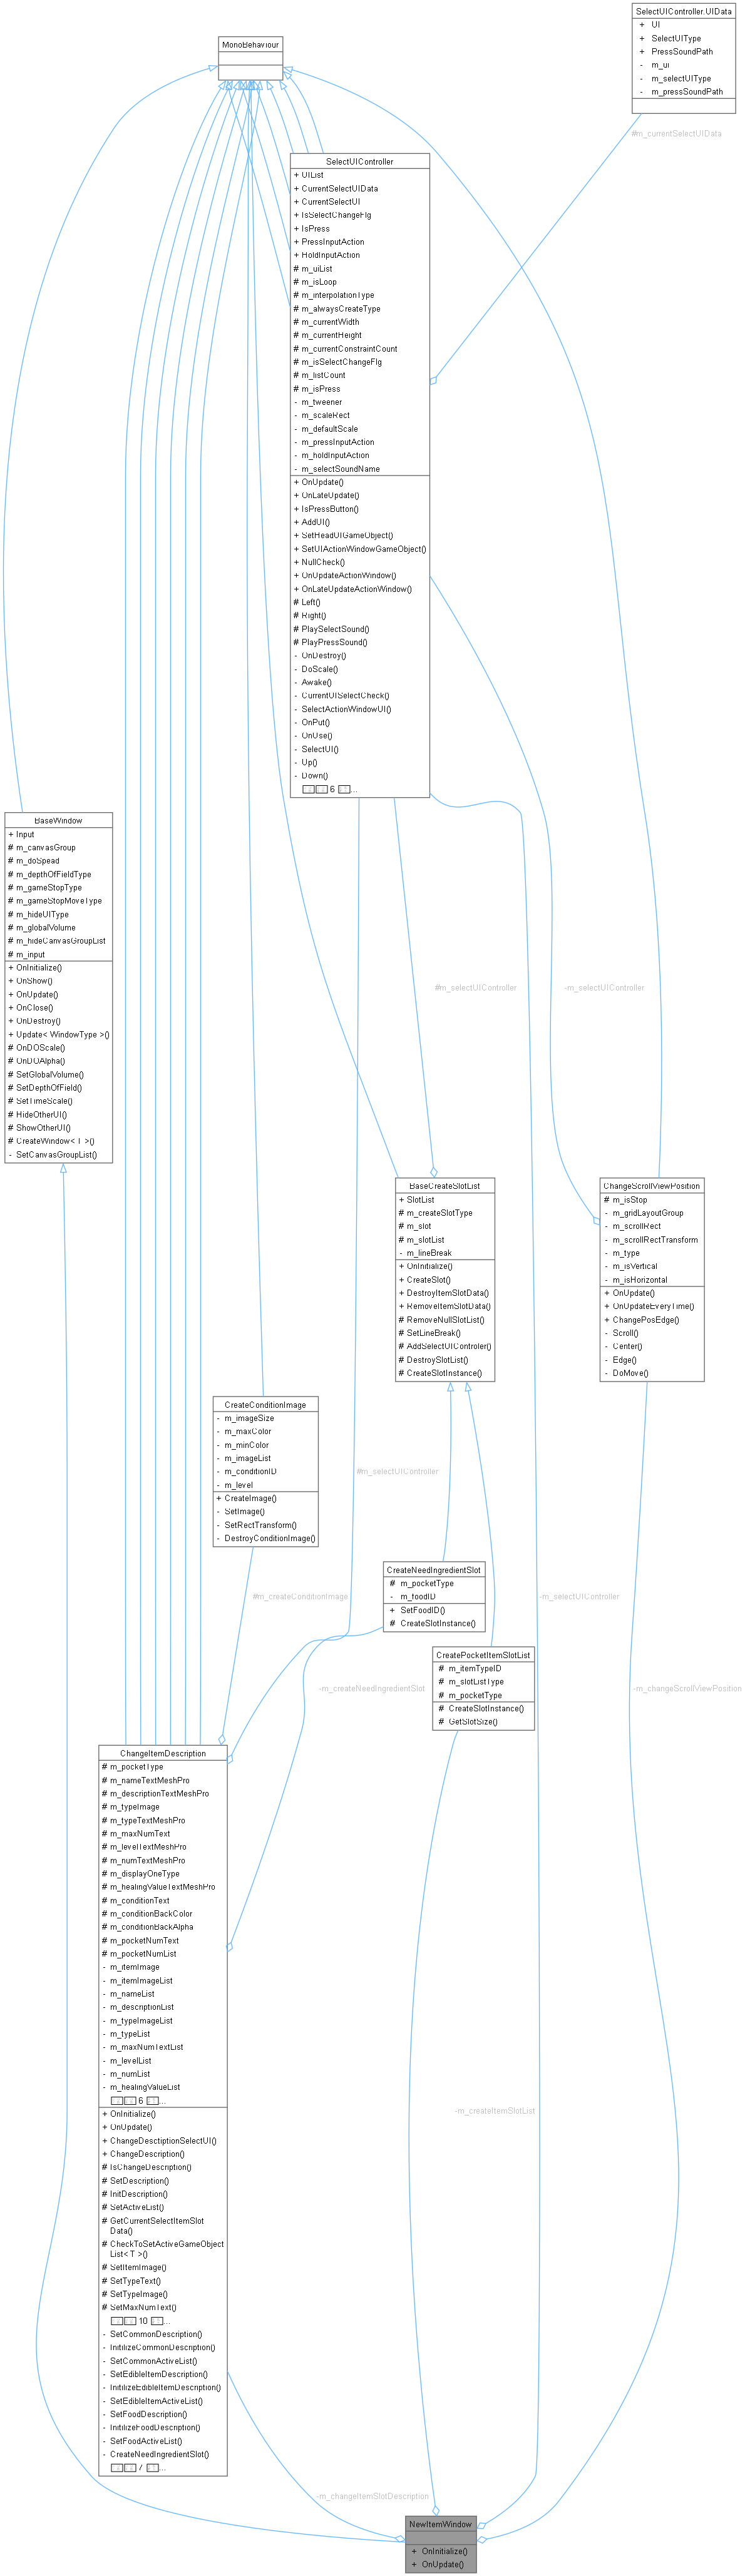 SelectUIController.UIData
+ UI
+ SelectUIType
+ PressSoundPath
- m_ui
- m_selectUIType
- m_pressSoundPath
MonoBehaviour
#m_currentSelectUIData
SelectUIController
+ UIList
+ CurrentSelectUIData
+ CurrentSelectUI
+ IsSelectChangeFlg
+ IsPress
+ PressInputAction
+ HoldInputAction
# m_uiList
# m_isLoop
# m_interpolationType
# m_alwaysCreateType
# m_currentWidth
# m_currentHeight
# m_currentConstraintCount
# m_isSelectChangeFlg
# m_listCount
# m_isPress
- m_tweener
- m_scaleRect
- m_defaultScale
- m_pressInputAction
- m_holdInputAction
- m_selectSoundName
+ OnUpdate()
+ OnLateUpdate()
+ IsPressButton()
+ AddUI()
+ SetHeadUIGameObject()
+ SetUIActionWindowGameObject()
+ NullCheck()
+ OnUpdateActionWindow()
+ OnLateUpdateActionWindow()
# Left()
# Right()
# PlaySelectSound()
# PlayPressSound()
- OnDestroy()
- DoScale()
- Awake()
- CurrentUISelectCheck()
- SelectActionWindowUI()
- OnPut()
- OnUse()
- SelectUI()
- Up()
- Down()
6 ...
BaseWindow
+ Input
# m_canvasGroup
# m_doSpead
# m_depthOfFieldType
# m_gameStopType
# m_gameStopMoveType
# m_hideUIType
# m_globalVolume
# m_hideCanvasGroupList
# m_input
+ OnInitialize()
+ OnShow()
+ OnUpdate()
+ OnClose()
+ OnDestroy()
+ Update< WindowType >()
# OnDOScale()
# OnDOAlpha()
# SetGlobalVolume()
# SetDepthOfField()
# SetTimeScale()
# HideOtherUI()
# ShowOtherUI()
# CreateWindow< T >()
- SetCanvasGroupList()
#m_selectUIController
-m_selectUIController
BaseCreateSlotList
+ SlotList
# m_createSlotType
# m_slot
# m_slotList
- m_lineBreak
+ OnInitialize()
+ CreateSlot()
+ DestroyItemSlotData()
+ RemoveItemSlotData()
# RemoveNullSlotList()
# SetLineBreak()
# AddSelectUIControler()
# DestroySlotList()
# CreateSlotInstance()
ChangeScrollViewPosition
# m_isStop
- m_gridLayoutGroup
- m_scrollRect
- m_scrollRectTransform
- m_type
- m_isVertical
- m_isHorizontal
+ OnUpdate()
+ OnUpdateEveryTime()
+ ChangePosEdge()
- Scroll()
- Center()
- Edge()
- DoMove()
CreateConditionImage
- m_imageSize
- m_maxColor
- m_minColor
- m_imageList
- m_conditionID
- m_level
+ CreateImage()
- SetImage()
- SetRectTransform()
- DestroyConditionImage()
#m_selectUIController
CreateNeedIngredientSlot
# m_pocketType
- m_foodID
+ SetFoodID()
# CreateSlotInstance()
#m_createConditionImage
-m_selectUIController
CreatePocketItemSlotList
# m_itemTypeID
# m_slotListType
# m_pocketType
# CreateSlotInstance()
# GetSlotSize()
-m_createNeedIngredientSlot
-m_changeScrollViewPosition
ChangeItemDescription
# m_pocketType
# m_nameTextMeshPro
# m_descriptionTextMeshPro
# m_typeImage
# m_typeTextMeshPro
# m_maxNumText
# m_levelTextMeshPro
# m_numTextMeshPro
# m_displayOneType
# m_healingValueTextMeshPro
# m_conditionText
# m_conditionBackColor
# m_conditionBackAlpha
# m_pocketNumText
# m_pocketNumList
- m_itemImage
- m_itemImageList
- m_nameList
- m_descriptionList
- m_typeImageList
- m_typeList
- m_maxNumTextList
- m_levelList
- m_numList
- m_healingValueList
6 ...
+ OnInitialize()
+ OnUpdate()
+ ChangeDesctiptionSelectUI()
+ ChangeDescription()
# IsChangeDescription()
# SetDescription()
# InitDescription()
# SetActiveList()
# GetCurrentSelectItemSlot
Data()
# CheckToSetActiveGameObject
List< T >()
# SetItemImage()
# SetTypeText()
# SetTypeImage()
# SetMaxNumText()
10 ...
- SetCommonDescription()
- InitilizeCommonDescription()
- SetCommonActiveList()
- SetEdibleItemDescription()
- InitilizeEdibleItemDescription()
- SetEdibleItemActiveList()
- SetFoodDescription()
- InitilizeFoodDescription()
- SetFoodActiveList()
- CreateNeedIngredientSlot()
7 ...
-m_createItemSlotList
-m_changeItemSlotDescription
NewItemWindow
+ OnInitialize()
+ OnUpdate()